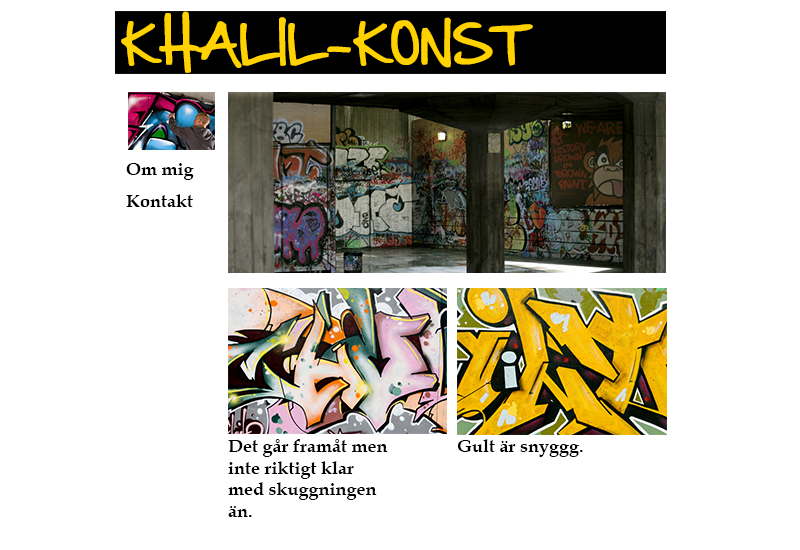 KHALIL-KONST
Om mig
Kontakt
Det går framåt men
inte riktigt klar
med skuggningen
än.
Gult är snyggg.